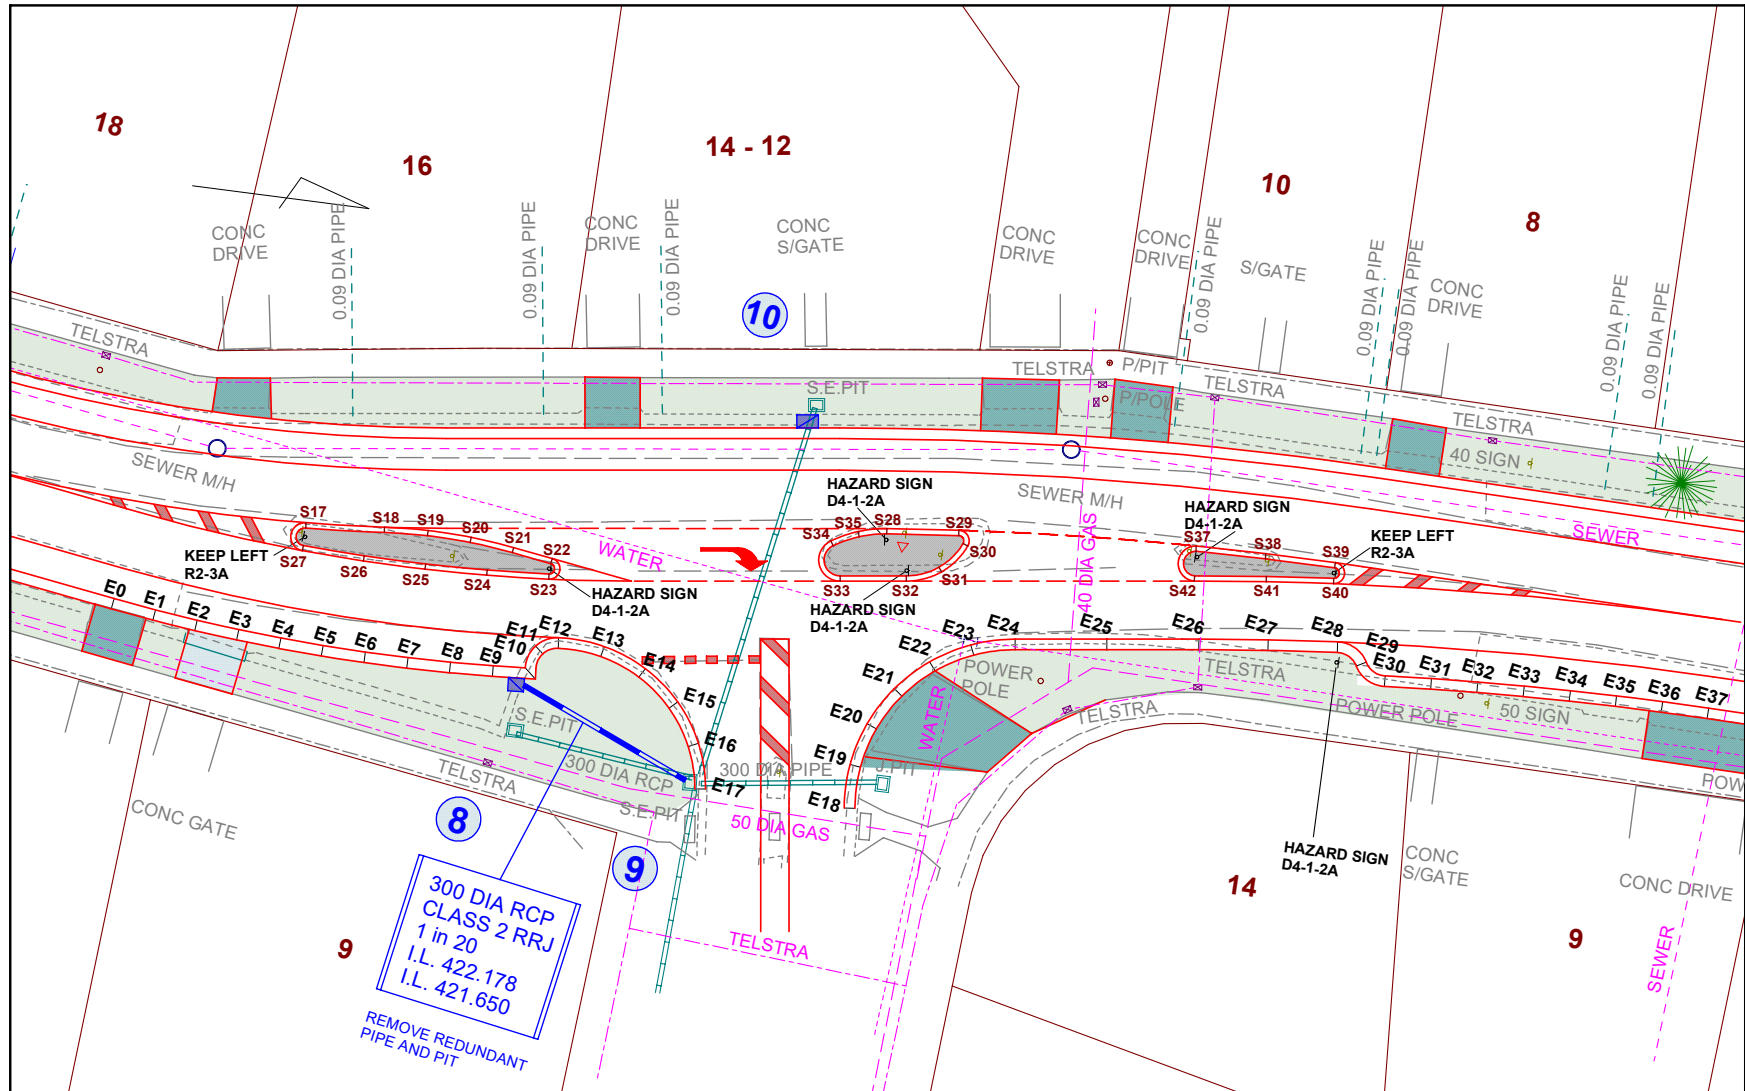 18
16
14 - 12
10
8
CONC
DRIVE
0.09 DIA PIPE
0.09 DIA PIPE
CONC
DRIVE
0.09 DIA PIPE
CONC
S/GATE
CONC
DRIVE
CONC
DRIVE
0.09 DIA PIPE
S/GATE
0.09 DIA PIPE
0.09 DIA PIPE
CONC
DRIVE
0.09 DIA PIPE
0.09 DIA PIPE
10
TELSTRA
S.E.PIT
TELSTRA
P/PIT
P/POLE
TELSTRA
TELSTRA
40 SIGN
SEWER M/H
SEWER M/H
SEWER
HAZARD SIGN
D4-1-2A
HAZARD SIGN
D4-1-2A
KEEP LEFT
R2-3A
KEEP LEFT
R2-3A
S17
S18
S19
S20
S21
S22
S23
S24
S25
S26
S27
WATER
HAZARD SIGN
D4-1-2A
S34
S35
S28
S29
S30
S31
S32
S33
HAZARD SIGN
D4-1-2A
40 DIA GAS
S37
S38
S39
S40
S41
S42
E0
E1
E2
E3
E4
E5
E6
E7
E8
E9
E10
E11
E12
E13
E14
E15
E16
E17
E18
E19
E20
E21
E22
E23
E24
E25
E26
E27
E28
E29
E30
E31
E32
E33
E34
E35
E36
E37
POWER
POLE
TELSTRA
TELSTRA
POWER POLE
50 SIGN
POW
WATER
S.E.PIT
300 DIA RCP
300 DIA PIPE
J.PIT
S.E.PIT
TELSTRA
50 DIA GAS
CONC GATE
8
9
300 DIA RCP
CLASS 2 RRJ
1 in 20
I.L. 422.178
I.L. 421.650
REMOVE REDUNDANT
PIPE AND PIT
9
TELSTRA
14
HAZARD SIGN
D4-1-2A
CONC
S/GATE
CONC DRIVE
9
SEWER